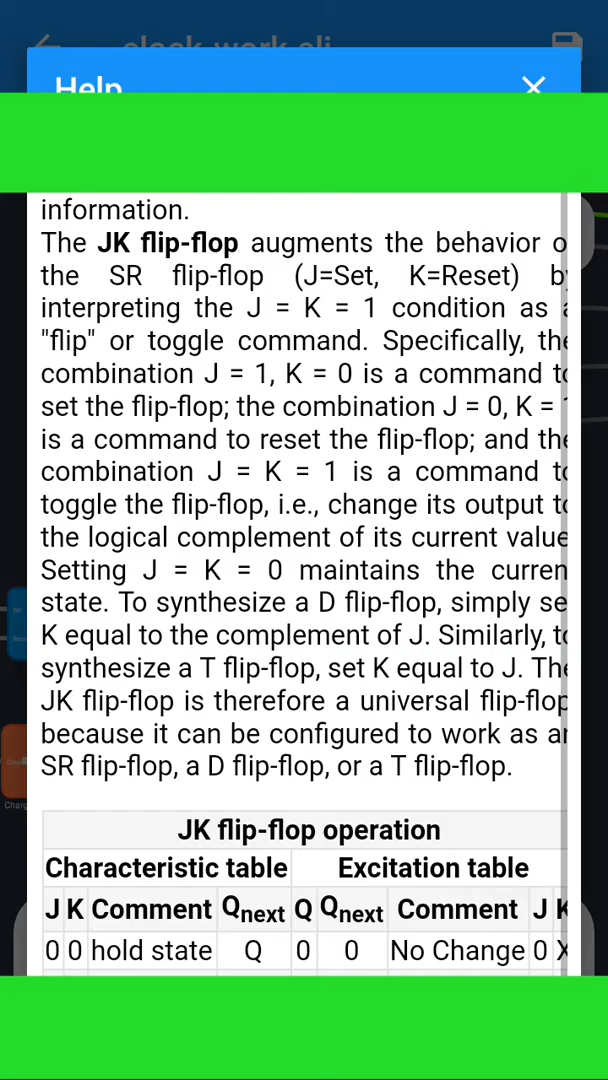 Help
information.
The JK flip-flop augments the behavior o
the SR flip-flop (J=Set, K=Reset) by
interpreting the J = K = 1 condition as a
"flip" or toggle command. Specifically, the
combination J = 1, K = 0 is a command to
set the flip-flop; the combination J = 0, K = 1
is a command to reset the flip-flop; and the
combination J = K = 1 is a command to
toggle the flip-flop, i.e., change its output to
the logical complement of its current value
Setting J = K = 0 maintains the curren
state. To synthesize a D flip-flop, simply se
K equal to the complement of J. Similarly, to
synthesize a T flip-flop, set K equal to J. The
JK flip-flop is therefore a universal flip-flop
because it can be configured to work as an
SR flip-flop, a D flip-flop, or a T flip-flop.
JK flip-flop operation
Characteristic table Excitation table
J K Comment Qnext Q Qnext Comment J K
0 0 hold state Q 0 0 No Change 0 X